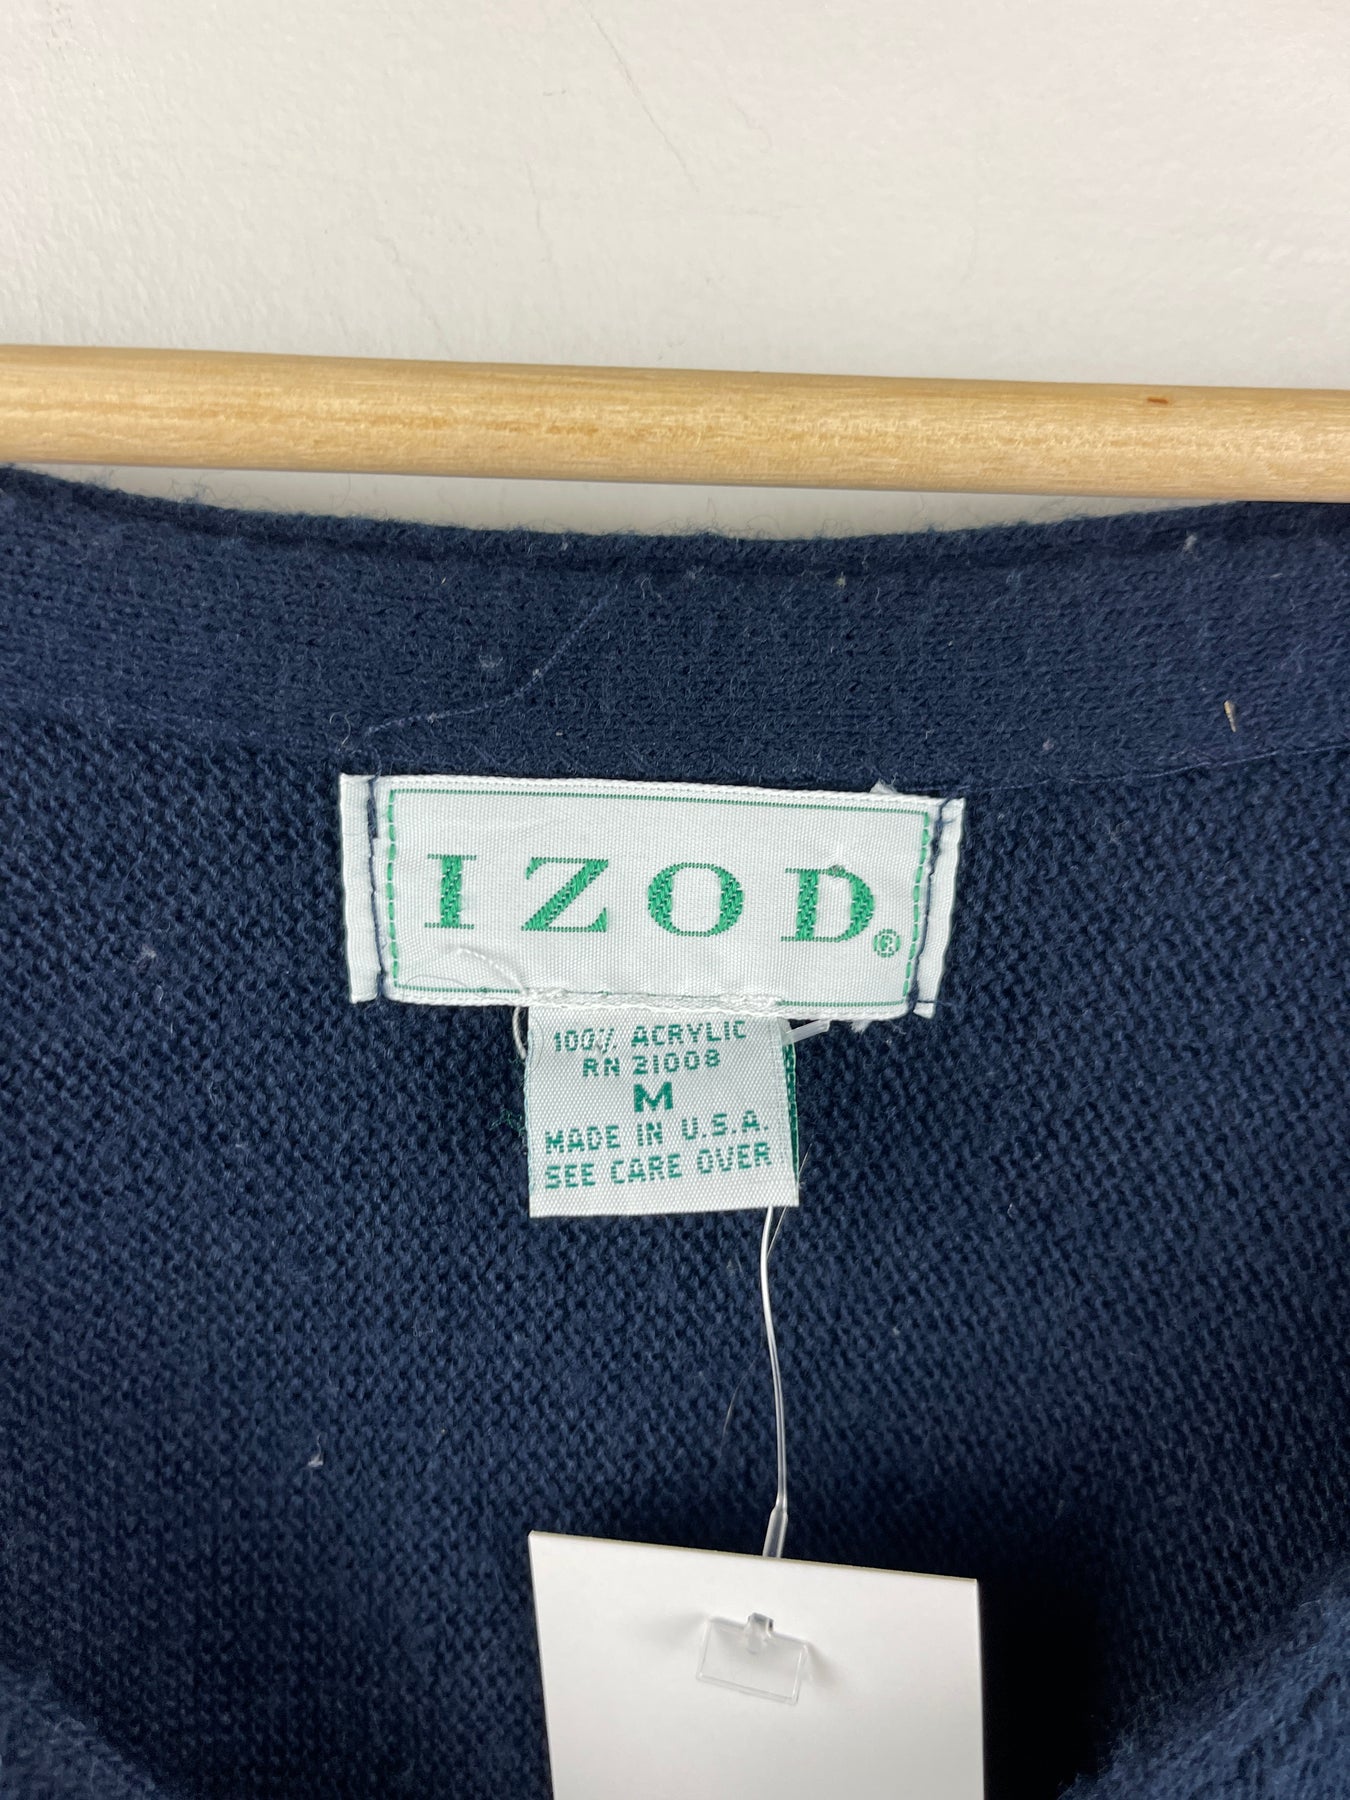 IZOD®
100% ACRYLIC
RN 21008
M
MADE IN U.S.A.
SEE CARE OVER